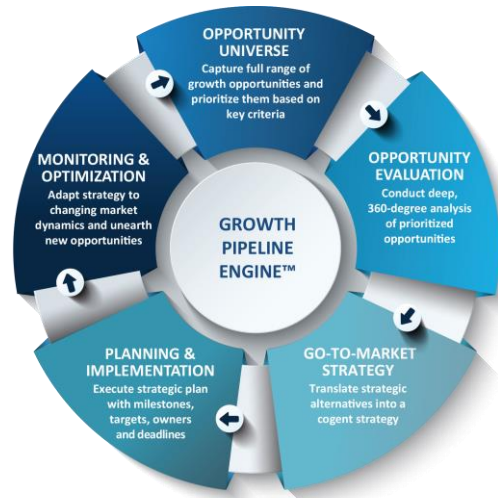 OPPORTUNITY
UNIVERSE
Capture full range of
growth opportunities and
prioritize them based on
key criteria
OPPORTUNITY
EVALUATION
Conduct deep,
360-degree analysis
of prioritized
opportunities
GO-TO-MARKET
STRATEGY
Translate strategic
alternatives into a
cogent strategy
PLANNING &
IMPLEMENTATION
Execute strategic plan
with milestones,
targets, owners
and deadlines
MONITORING &
OPTIMIZATION
Adapt strategy to
changing market
dynamics and unearth
new opportunities
GROWTH
PIPELINE
ENGINE™